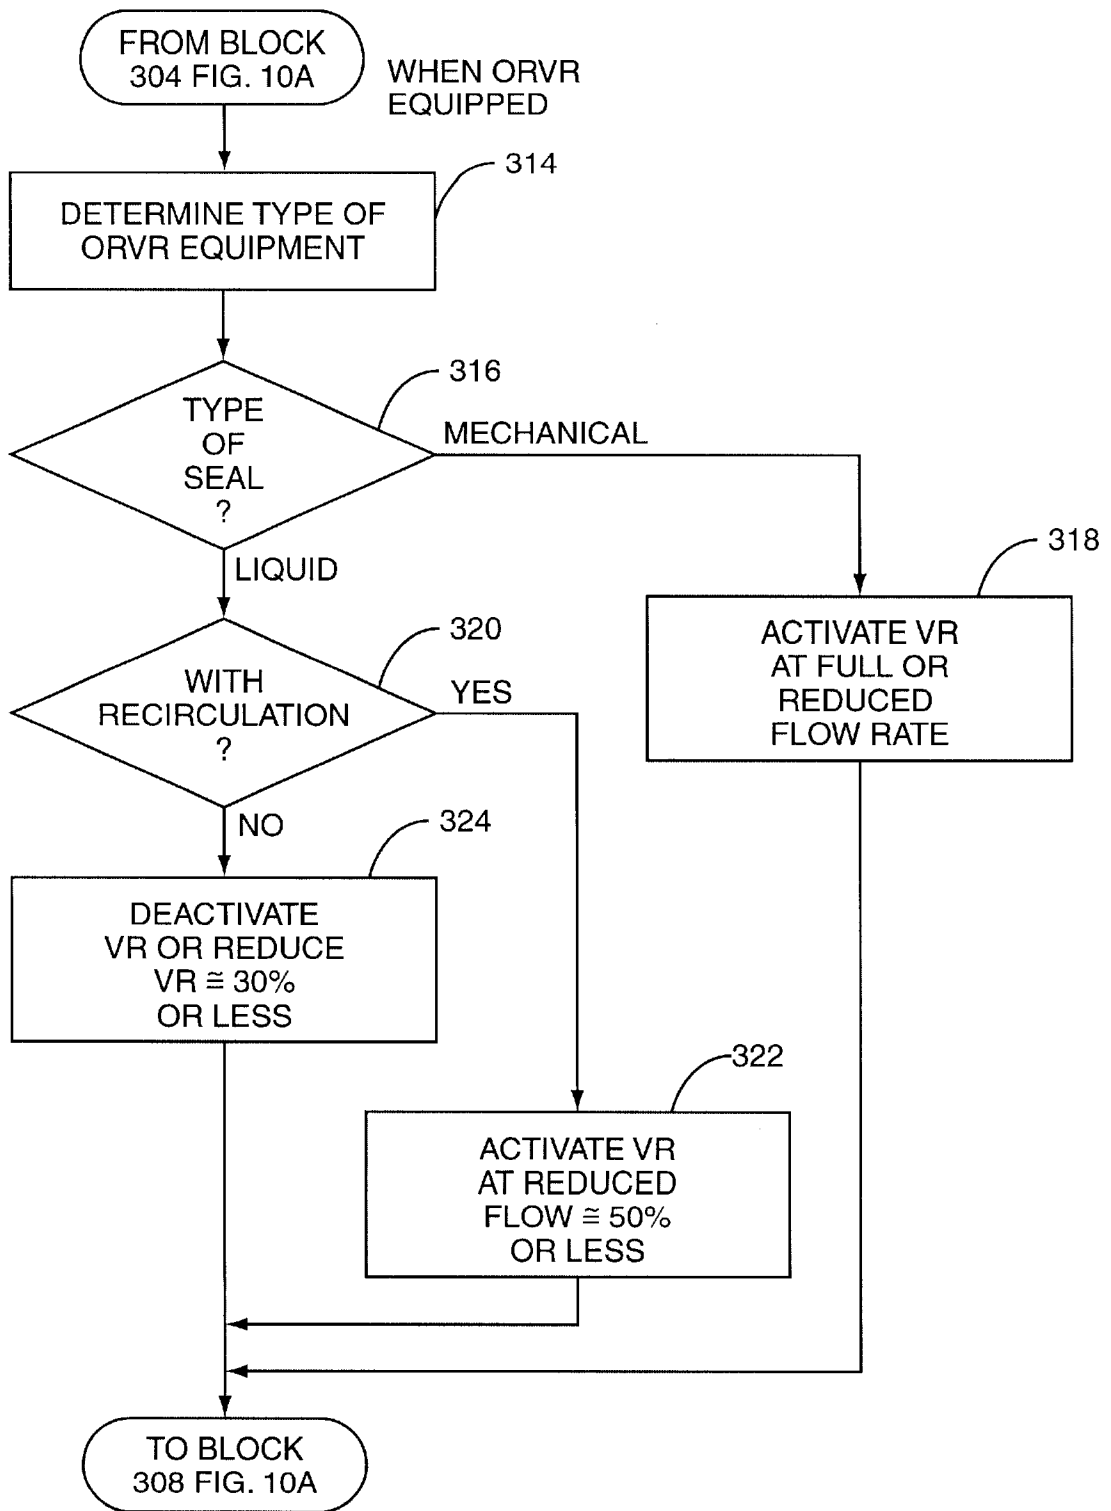 FROM BLOCK
304 FIG. 10A
WHEN ORVR
EQUIPPED
314
DETERMINE TYPE OF
ORVR EQUIPMENT
316
TYPE
OF
SEAL
?
MECHANICAL
LIQUID
318
ACTIVATE VR
AT FULL OR
REDUCED
FLOW RATE
320
WITH
RECIRCULATION
?
YES
NO
324
DEACTIVATE
VR OR REDUCE
VR ≅ 30%
OR LESS
322
ACTIVATE VR
AT REDUCED
FLOW ≅ 50%
OR LESS
TO BLOCK
308 FIG. 10A